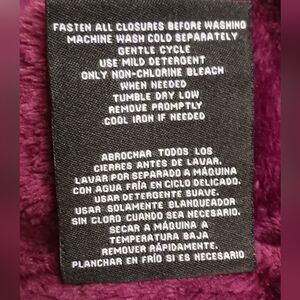 FASTEN ALL CLOSURES BEFORE WASHING
MACHINE WASH COLD SEPARATELY
GENTLE CYCLE
USE MILD DETERGENT
ONLY NON-CHLORINE BLEACH
WHEN NEEDED
TUMBLE DRY LOW
REMOVE PROMPTLY
COOL IRON IF NEEDED
ABROCHAR TODOS LOS
CIERRES ANTES DE LAVAR.
LAVAR POR SEPARADO A MÁQUINA
CON AGUA FRÍA EN CICLO DELICADO.
USAR DETERGENTE SUAVE.
USAR SOLAMENTE BLANQUEADOR
SIN CLORO CUANDO SEA NECESARIO.
SECAR A MÁQUINA A
TEMPERATURA BAJA
REMOVER RÁPIDAMENTE.
PLANCHAR EN FRÍO SI ES NECESARIO.